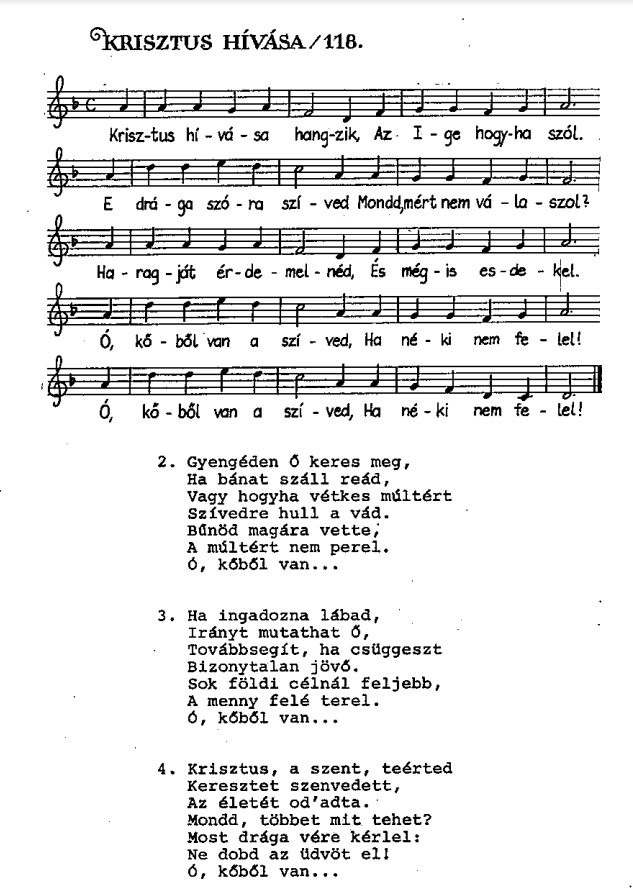 KRISZTUS HÍVÁSA/118.
Krisz-tus hí - vá - sa hang-zik, Az I - ge hogy-ha szól.
E drá - ga szó - ra szí - ved Mondd,mért nem vá - la - szol?
Ha - rag-ját ér-de - mel-néd, És még-is es-de - kel.
Ó, kő-ből van a szí-ved, Ha né-ki nem fe-lel!
Ó, kő-ből van a szí-ved, Ha né-ki nem fe-lel!
2. Gyengéden Ő keres meg,
Ha bánat száll reád,
Vagy hogyha vétkes múltért
Szívedre hull a vád.
Bűnöd magára vette,
A múltért nem perel.
Ó, kőből van...
3. Ha ingadozna lábad,
Irányt mutathat Ő,
Továbbsegít, ha csüggeszt
Bizonytalan jövő.
Sok földi célnál feljebb,
A menny felé terel.
Ó, kőből van...
4. Krisztus, a szent, teérted
Keresztet szenvedett,
Az életét od'adta.
Mondd, többet mit tehet?
Most drága vére kérlel:
Ne dobd az üdvöt el!
Ó, kőből van...